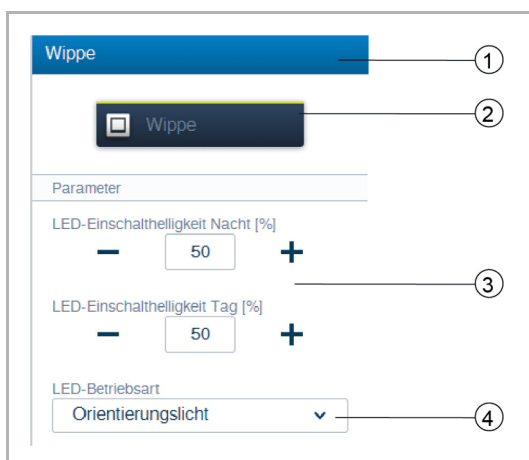 Wippe
1
Wippe
2
Parameter
LED-Einschalthelligkeit Nacht [%]
50
3
LED-Einschalthelligkeit Tag [%]
50
LED-Betriebsart
Orientierungslicht
4